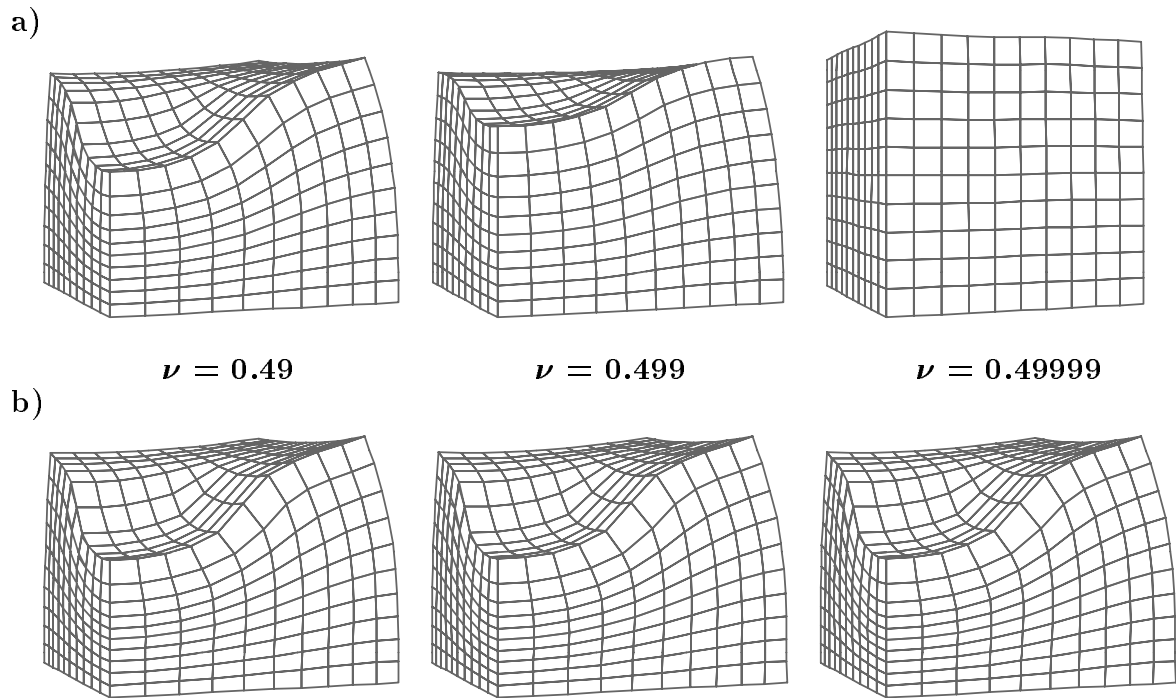 a)
ν = 0.49 ν = 0.499 ν = 0.49999
b)